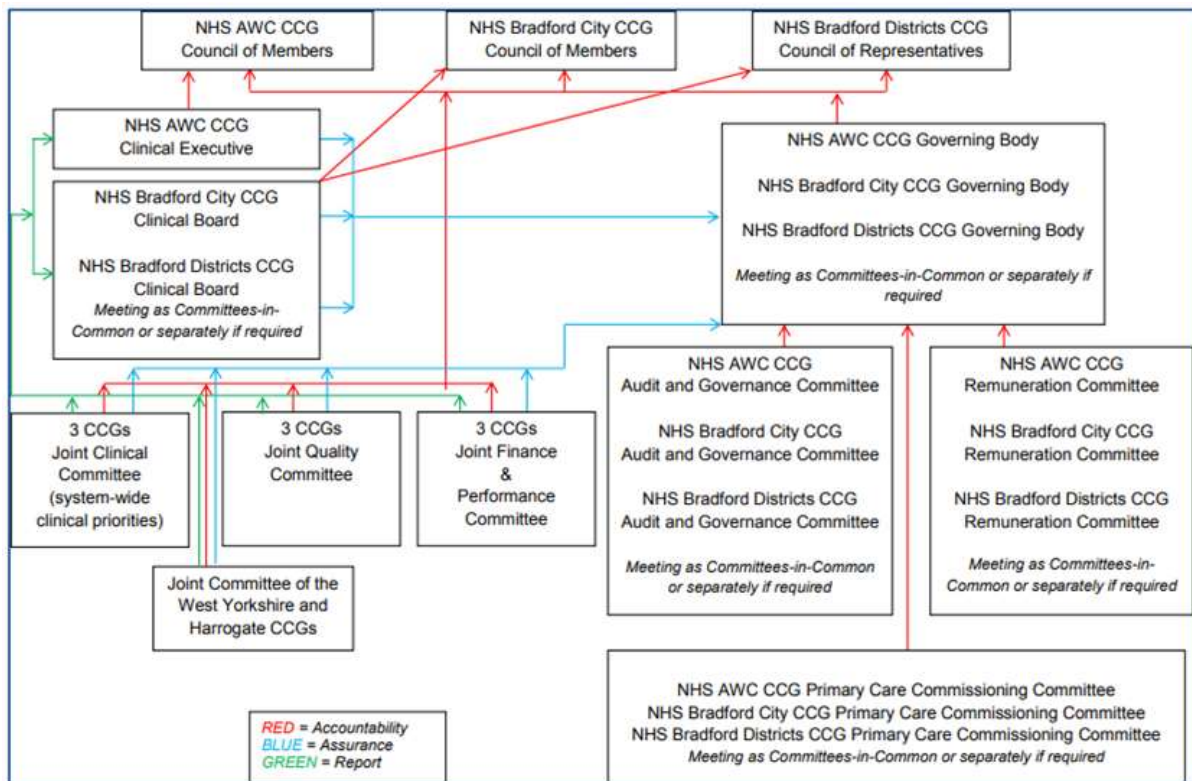 NHS AWC CCG
Council of Members
NHS Bradford City CCG
Council of Members
NHS Bradford Districts CCG
Council of Representatives
NHS AWC CCG
Clinical Executive
NHS Bradford City CCG
Clinical Board
NHS Bradford Districts CCG
Clinical Board
Meeting as Committees-in-
Common or separately if required
NHS AWC CCG Governing Body
NHS Bradford City CCG Governing Body
NHS Bradford Districts CCG Governing Body
Meeting as Committees-in-Common or separately if
required
3 CCGs
Joint Clinical
Committee
(system-wide
clinical priorities)
3 CCGs
Joint Quality
Committee
3 CCGs
Joint Finance
&
Performance
Committee
NHS AWC CCG
Audit and Governance Committee
NHS Bradford City CCG
Audit and Governance Committee
NHS Bradford Districts CCG
Audit and Governance Committee
Meeting as Committees-in-Common
or separately if required
NHS AWC CCG
Remuneration Committee
NHS Bradford City CCG
Remuneration Committee
NHS Bradford Districts CCG
Remuneration Committee
Meeting as Committees-in-
Common or separately if required
Joint Committee of the
West Yorkshire and
Harrogate CCGs
NHS AWC CCG Primary Care Commissioning Committee
NHS Bradford City CCG Primary Care Commissioning Committee
NHS Bradford Districts CCG Primary Care Commissioning Committee
Meeting as Committees-in-Common or separately if required
RED = Accountability
BLUE = Assurance
GREEN = Report